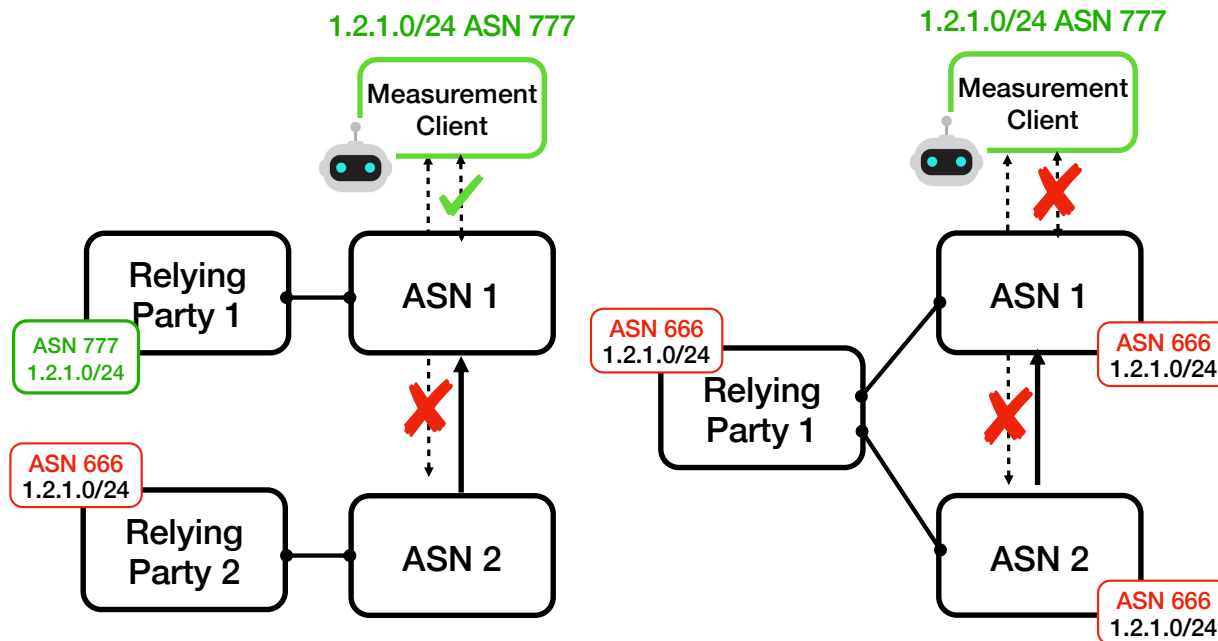 1.2.1.0/24 ASN 777
Measurement
Client
Relying
Party 1
ASN 777
1.2.1.0/24
ASN 1
ASN 666
1.2.1.0/24
Relying
Party 2
ASN 2
1.2.1.0/24 ASN 777
Measurement
Client
ASN 1
ASN 666
1.2.1.0/24
ASN 666
1.2.1.0/24
Relying
Party 1
ASN 2
ASN 666
1.2.1.0/24